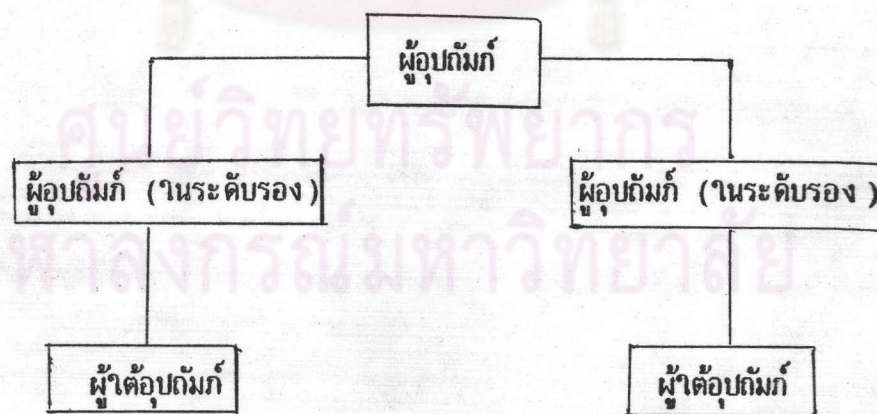 ผู้อุปถัมภ์
ผู้อุปถัมภ์ (ในระดับรอง)
ผู้อุปถัมภ์ (ในระดับรอง)
ผู้ใต้อุปถัมภ์
ผู้ใต้อุปถัมภ์
ศูนย์วิทยทรัพยากร
จุฬาลงกรณ์มหาวิทยาลัย